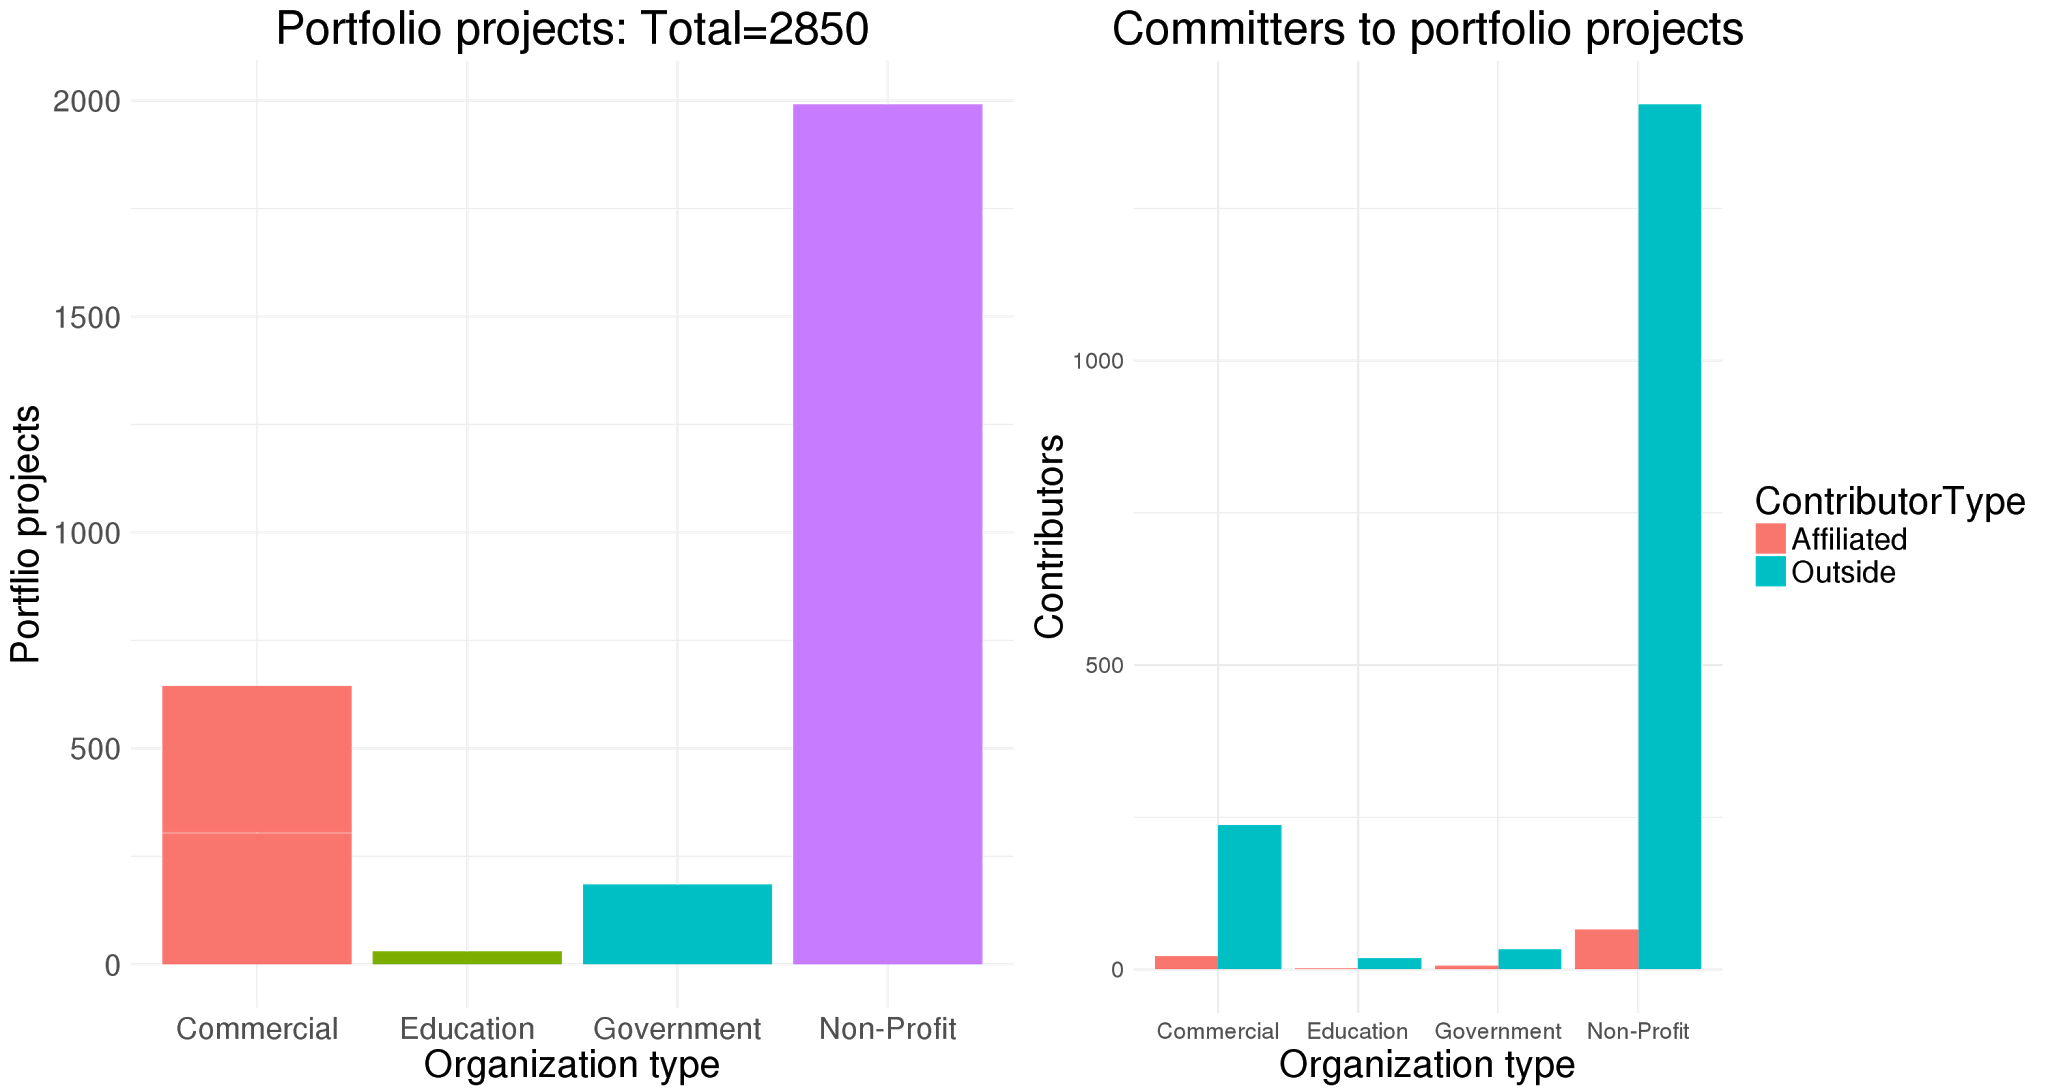 Portfolio projects: Total=2850
Portflio projects
2000
1500
1000
500
0
Commercial
Education
Government
Non-Profit
Organization type
Committers to portfolio projects
Contributors
1000
500
0
Commercial
Education
Government
Non-Profit
Organization type
ContributorType
Affiliated
Outside